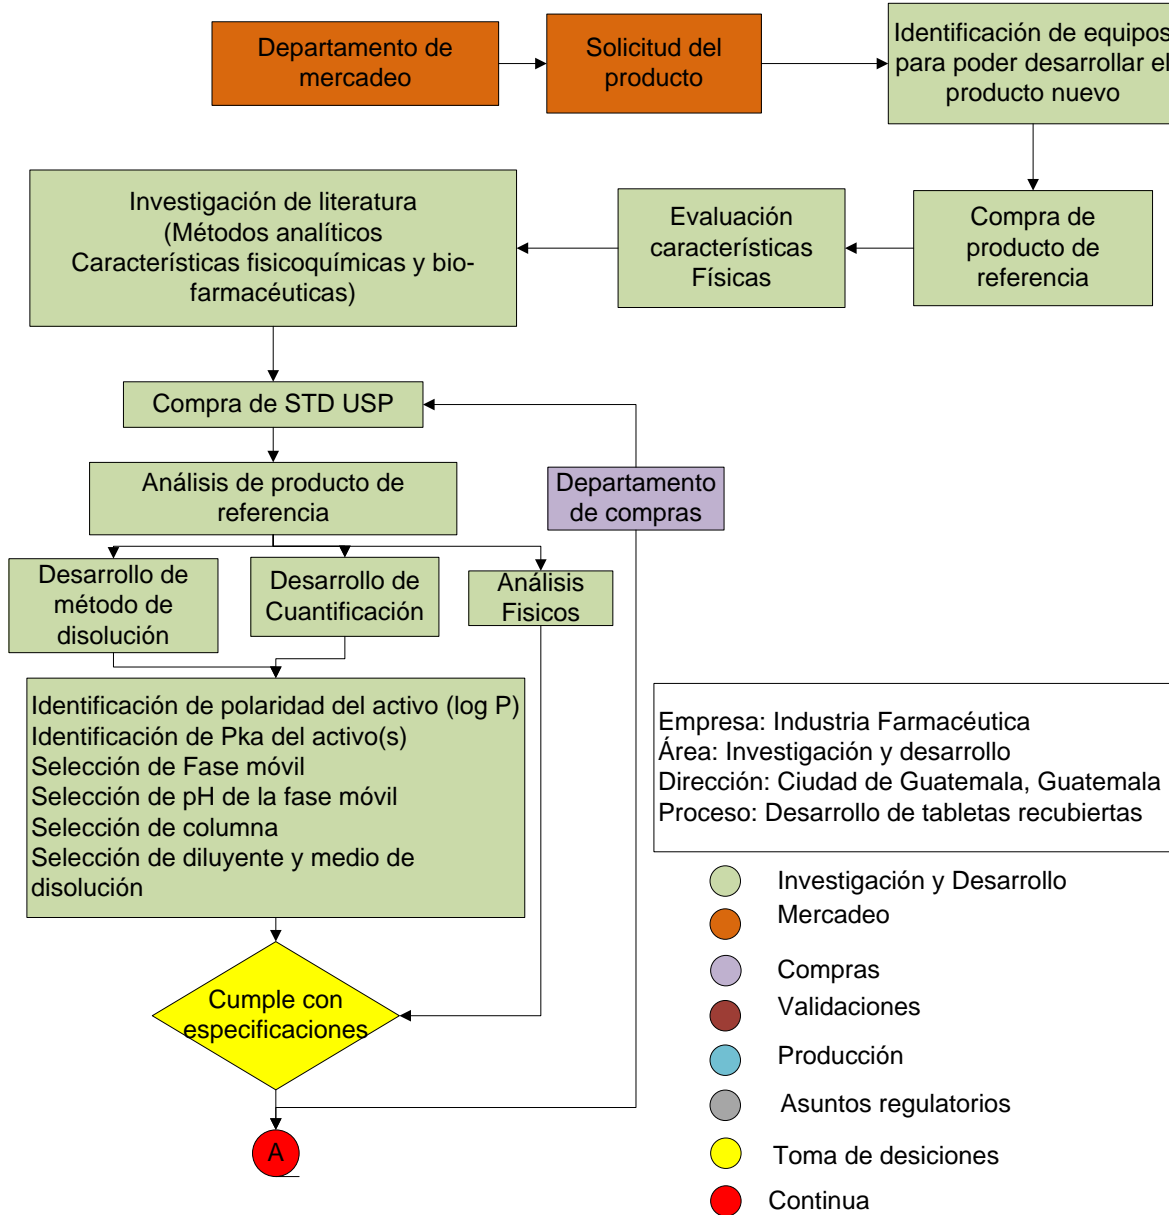 Departamento de
mercadeo
Solicitud del
producto
Identificación de equipos
para poder desarrollar el
producto nuevo
Investigación de literatura
(Métodos analíticos
Características fisicoquímicas y bio-
farmacéuticas)
Evaluación
características
Físicas
Compra de
producto de
referencia
Compra de STD USP
Análisis de producto de
referencia
Departamento
de compras
Desarrollo de
método de
disolución
Desarrollo de
Cuantificación
Análisis
Fisicos
Identificación de polaridad del activo (log P)
Identificación de Pka del activo(s)
Selección de Fase móvil
Selección de pH de la fase móvil
Selección de columna
Selección de diluyente y medio de
disolución
Empresa: Industria Farmacéutica
Área: Investigación y desarrollo
Dirección: Ciudad de Guatemala, Guatemala
Proceso: Desarrollo de tabletas recubiertas
Cumple con
especificaciones
A
Investigación y Desarrollo
Mercadeo
Compras
Validaciones
Producción
Asuntos regulatorios
Toma de desiciones
Continua